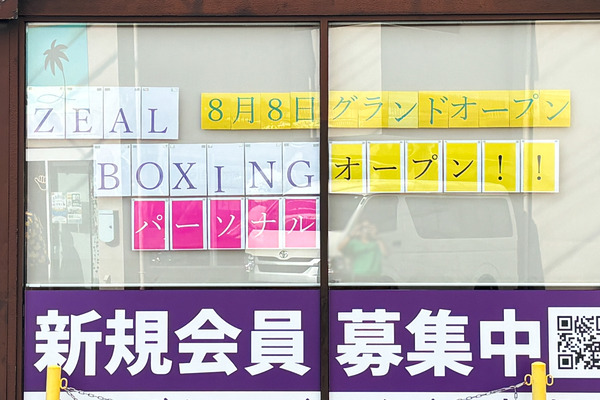 ZEAL
8月8日グランドオープン
BOXING
オープン!!
パーソナル
新規会員 募集中